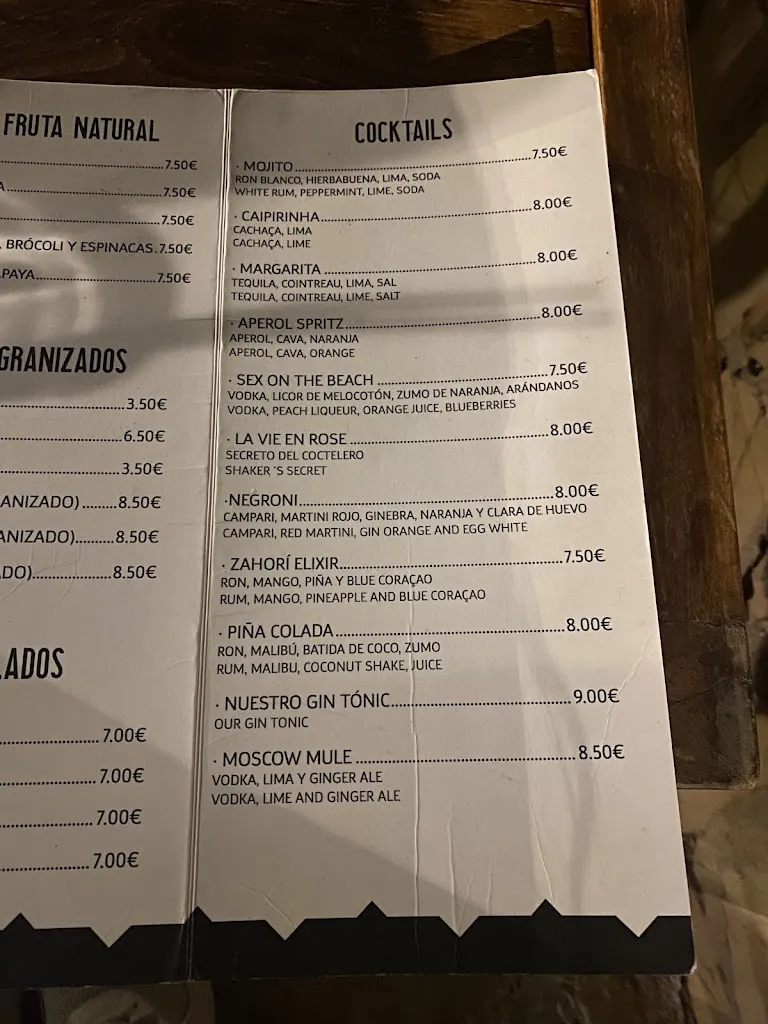 FRUTA NATURAL
7.50€
A 7.50€
7.50€
, BRÓCOLI Y ESPINACAS.7.50€
PAYA 7.50€
GRANIZADOS
3.50€
6.50€
3.50€
ANIZADO) 8.50€
ANIZADO) 8.50€
DO) 8.50€
LADOS
7.00€
7.00€
7.00€
7.00€
COCKTAILS
· MOJITO 7.50€
RON BLANCO, HIERBABUENA, LIMA, SODA
WHITE RUM, PEPPERMINT, LIME, SODA
· CAIPIRINHA 8.00€
CACHAÇA, LIMA
CACHAÇA, LIME
· MARGARITA 8.00€
TEQUILA, COINTREAU, LIMA, SAL
TEQUILA, COINTREAU, LIME, SALT
· APEROL SPRITZ 8.00€
APEROL, CAVA, NARANJA
APEROL, CAVA, ORANGE
· SEX ON THE BEACH 7.50€
VODKA, LICOR DE MELOCOTÓN, ZUMO DE NARANJA, ARÁNDANOS
VODKA, PEACH LIQUEUR, ORANGE JUICE, BLUEBERRIES
· LA VIE EN ROSE 8.00€
SECRETO DEL COCTELERO
SHAKER ´S SECRET
·NEGRONI 8.00€
CAMPARI, MARTINI ROJO, GINEBRA, NARANJA Y CLARA DE HUEVO
CAMPARI, RED MARTINI, GIN ORANGE AND EGG WHITE
· ZAHORÍ ELIXIR 7.50€
RON, MANGO, PIÑA Y BLUE CORAÇAO
RUM, MANGO, PINEAPPLE AND BLUE CORAÇAO
· PIÑA COLADA 8.00€
RON, MALIBÚ, BATIDA DE COCO, ZUMO
RUM, MALIBU, COCONUT SHAKE, JUICE
· NUESTRO GIN TÓNIC 9.00€
OUR GIN TONIC
· MOSCOW MULE 8.50€
VODKA, LIMA Y GINGER ALE
VODKA, LIME AND GINGER ALE